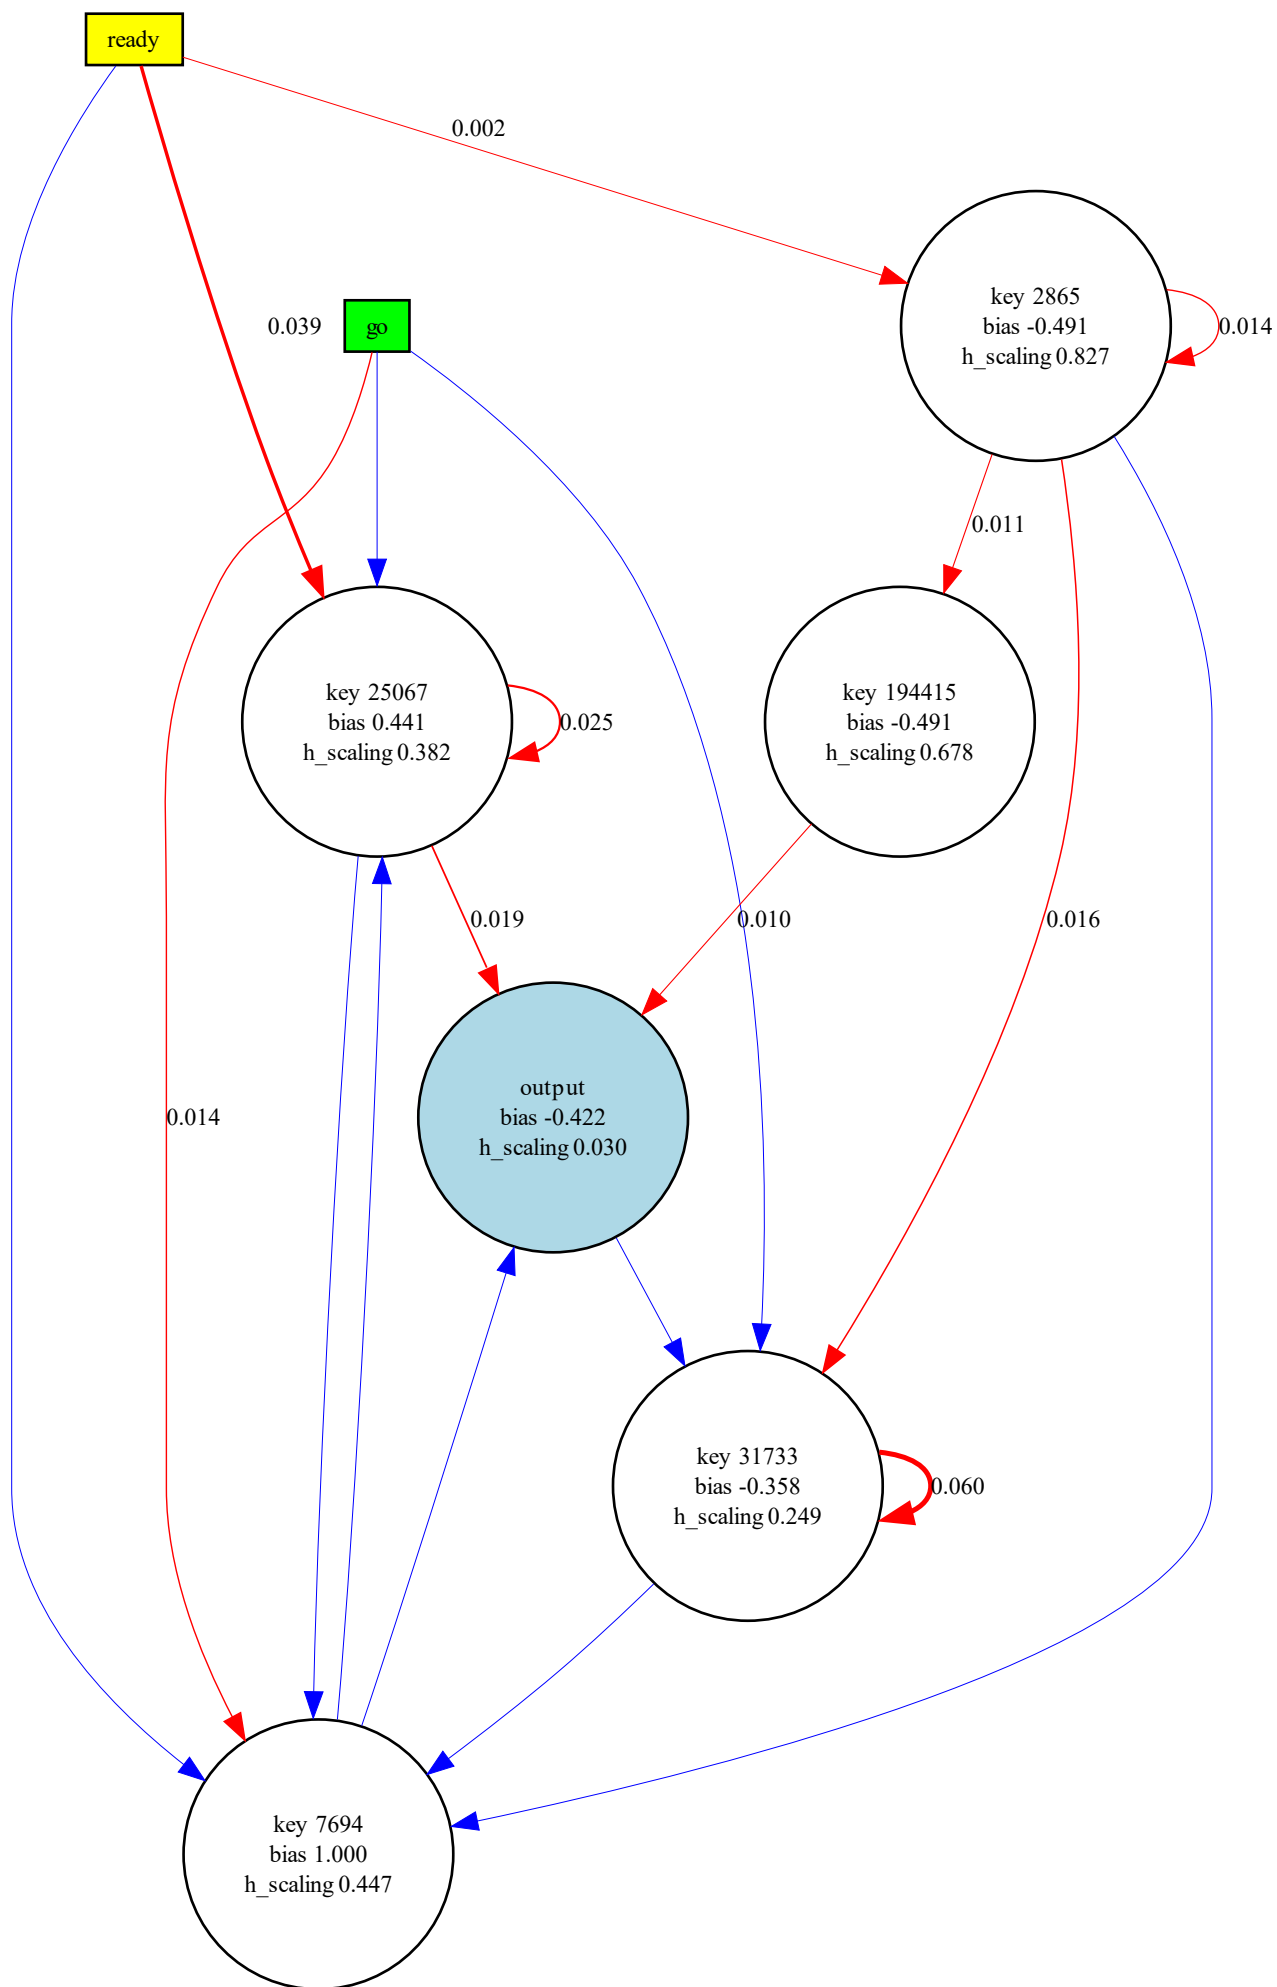 ready
0.002
key 2865
bias -0.491
h_scaling 0.827
0.014
0.039
go
0.011
key 25067
bias 0.441
h_scaling 0.382
0.025
key 194415
bias -0.491
h_scaling 0.678
0.019
0.010
0.016
output
bias -0.422
h_scaling 0.030
0.014
key 31733
bias -0.358
h_scaling 0.249
0.060
key 7694
bias 1.000
h_scaling 0.447